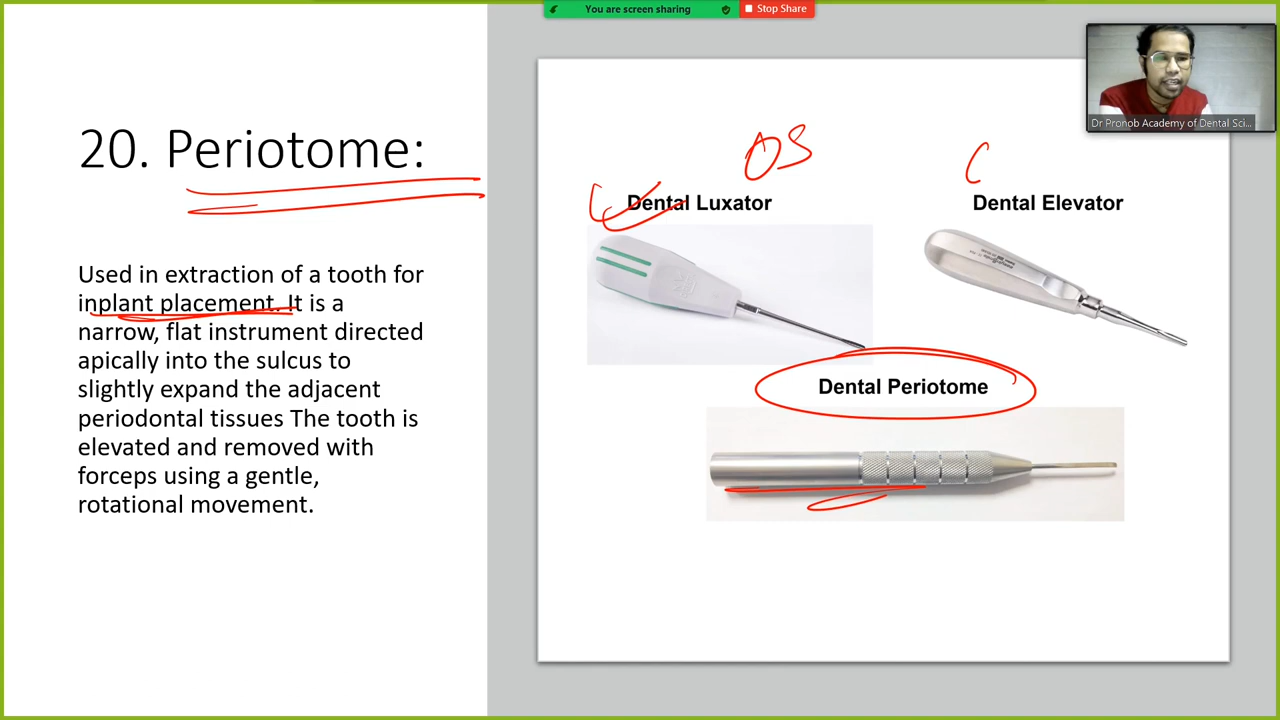 You are screen sharing
Stop Share
Dr Pronob Academy of Dental Sci...
20. Periotome:
OS
Dental Luxator
Dental Elevator
Used in extraction of a tooth for
inplant placement. It is a
narrow, flat instrument directed
apically into the sulcus to
slightly expand the adjacent
periodontal tissues The tooth is
elevated and removed with
forceps using a gentle,
rotational movement.
Dental Periotome